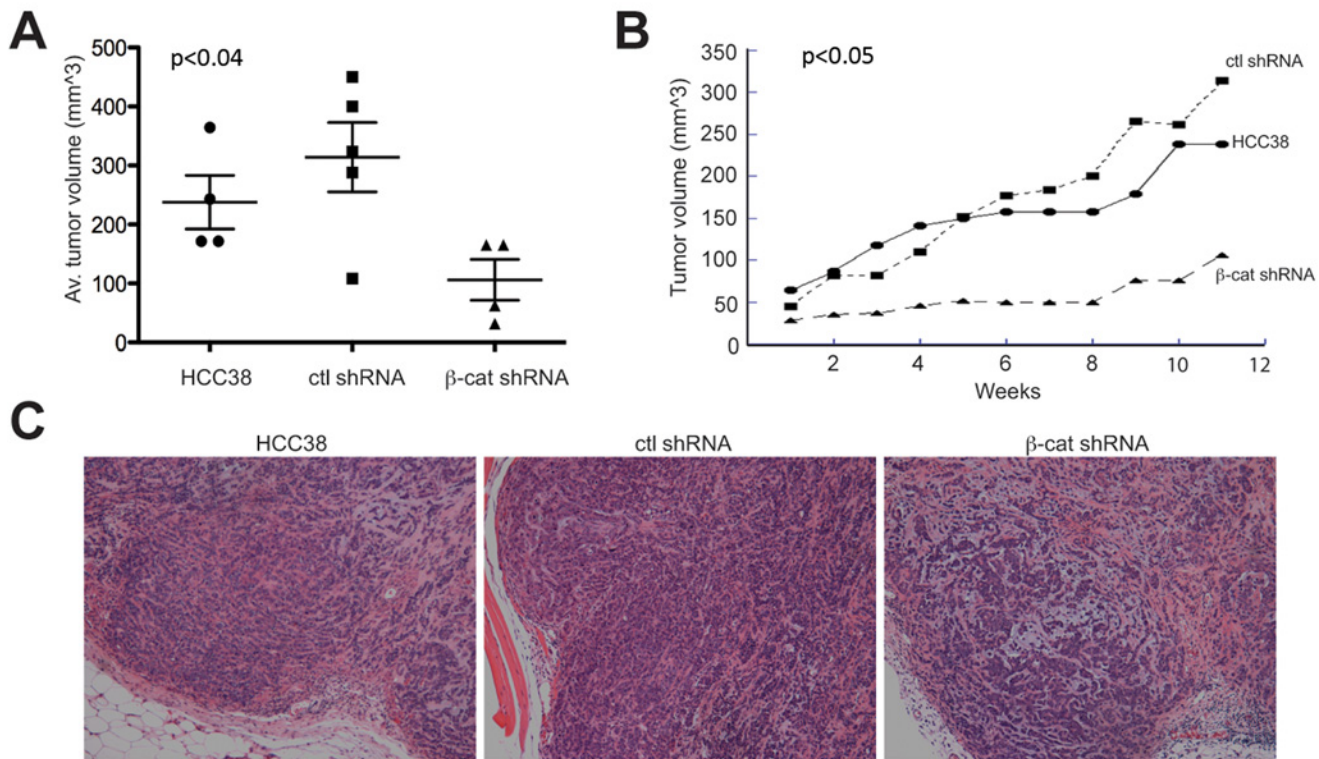 A
Av. tumor volume (mm^3)
500
400
300
200
100
0
p<0.04
HCC38
ctl shRNA
β-cat shRNA
B
Tumor volume (mm^3)
350
300
250
200
150
100
50
0
p<0.05
ctl shRNA
HCC38
β-cat shRNA
2
4
6
8
10
12
Weeks
C
HCC38
ctl shRNA
β-cat shRNA